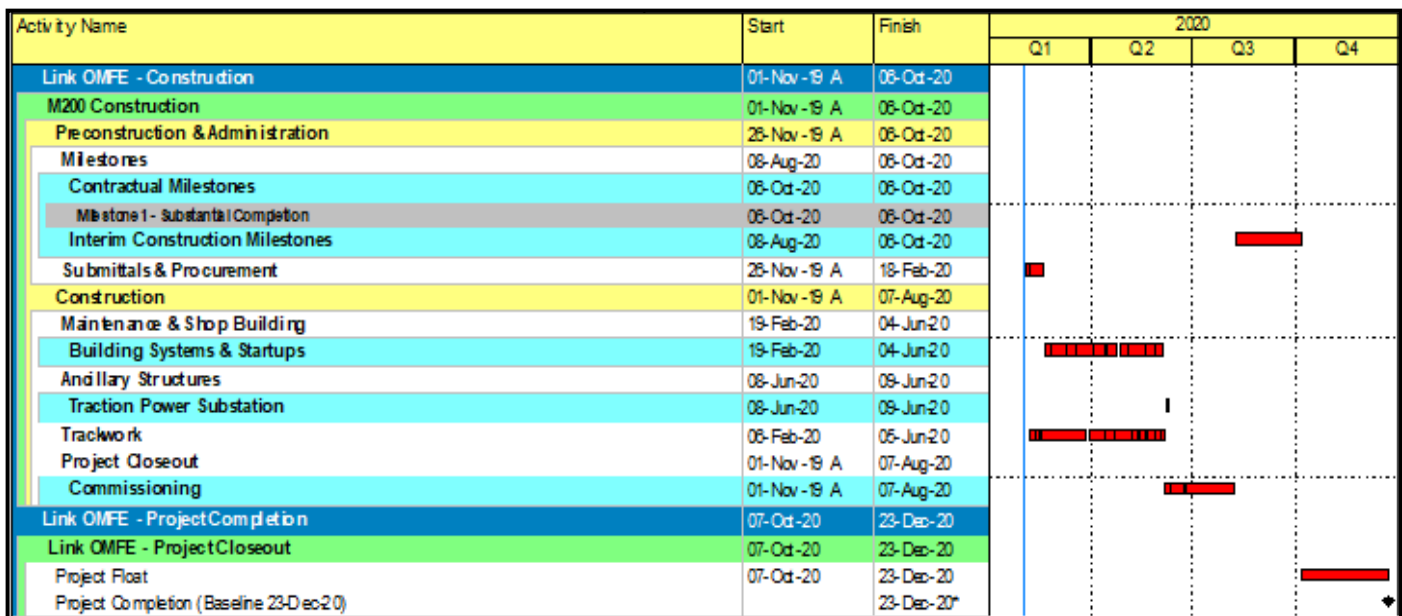 Activity Name Start Finish 2020
Q1 Q2 Q3 Q4
Link OMFE - Construction 01-Nov-19 A 06-Oct-20
M200 Construction 01-Nov-19 A 06-Oct-20
Preconstruction & Administration 26-Nov-19 A 06-Oct-20
Milestones 08-Aug-20 06-Oct-20
Contractual Milestones 06-Oct-20 06-Oct-20
Milestone 1 - Substantial Completion 06-Oct-20 06-Oct-20
Interim Construction Milestones 08-Aug-20 06-Oct-20
Submittals & Procurement 26-Nov-19 A 18-Feb-20
Construction 01-Nov-19 A 07-Aug-20
Maintenance & Shop Building 19-Feb-20 04-Jun-20
Building Systems & Startups 19-Feb-20 04-Jun-20
Ancillary Structures 08-Jun-20 09-Jun-20
Traction Power Substation 08-Jun-20 09-Jun-20
Trackwork 06-Feb-20 05-Jun-20
Project Closeout 01-Nov-19 A 07-Aug-20
Commissioning 01-Nov-19 A 07-Aug-20
Link OMFE - Project Completion 07-Oct-20 23-Dec-20
Link OMFE - Project Closeout 07-Oct-20 23-Dec-20
Project Float 07-Oct-20 23-Dec-20
Project Completion (Baseline 23-Dec-20) 23-Dec-20*